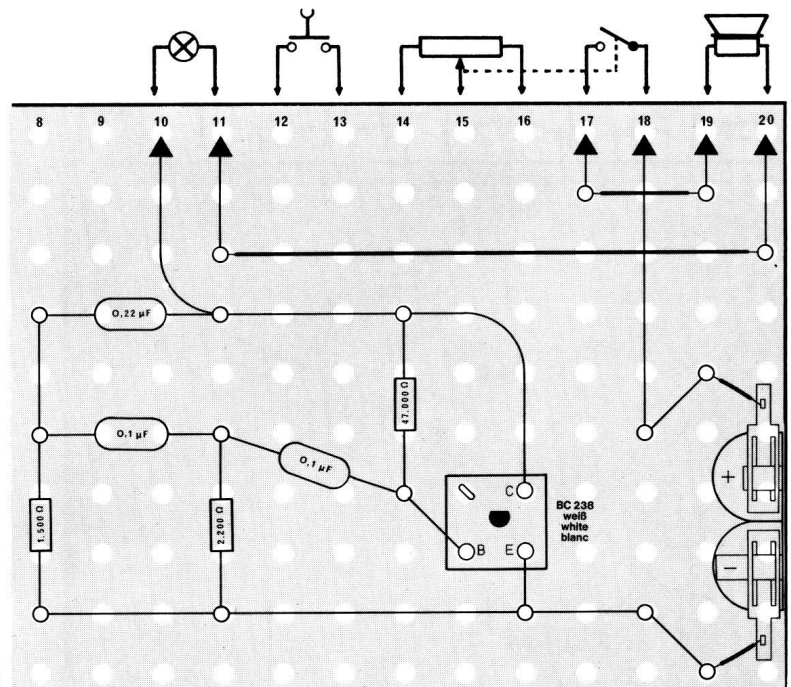 8 9 10 11 12 13 14 15 16 17 18 19 20
0,22 µF
47.000 Ω
0,1 µF
0,1 µF
1.500 Ω
2.200 Ω
C
B E
BC 238
weiß
white
blanc
+
−